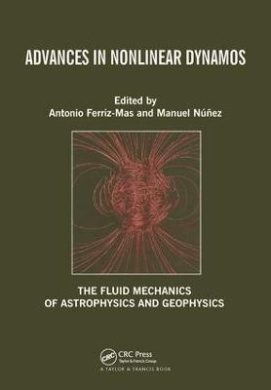 ADVANCES IN NONLINEAR DYNAMOS
Edited by
Antonio Ferriz-Mas and Manuel Núñez
THE FLUID MECHANICS
OF ASTROPHYSICS AND GEOPHYSICS
CRC
CRC Press
Taylor & Francis Group
A TAYLOR & FRANCIS BOOK